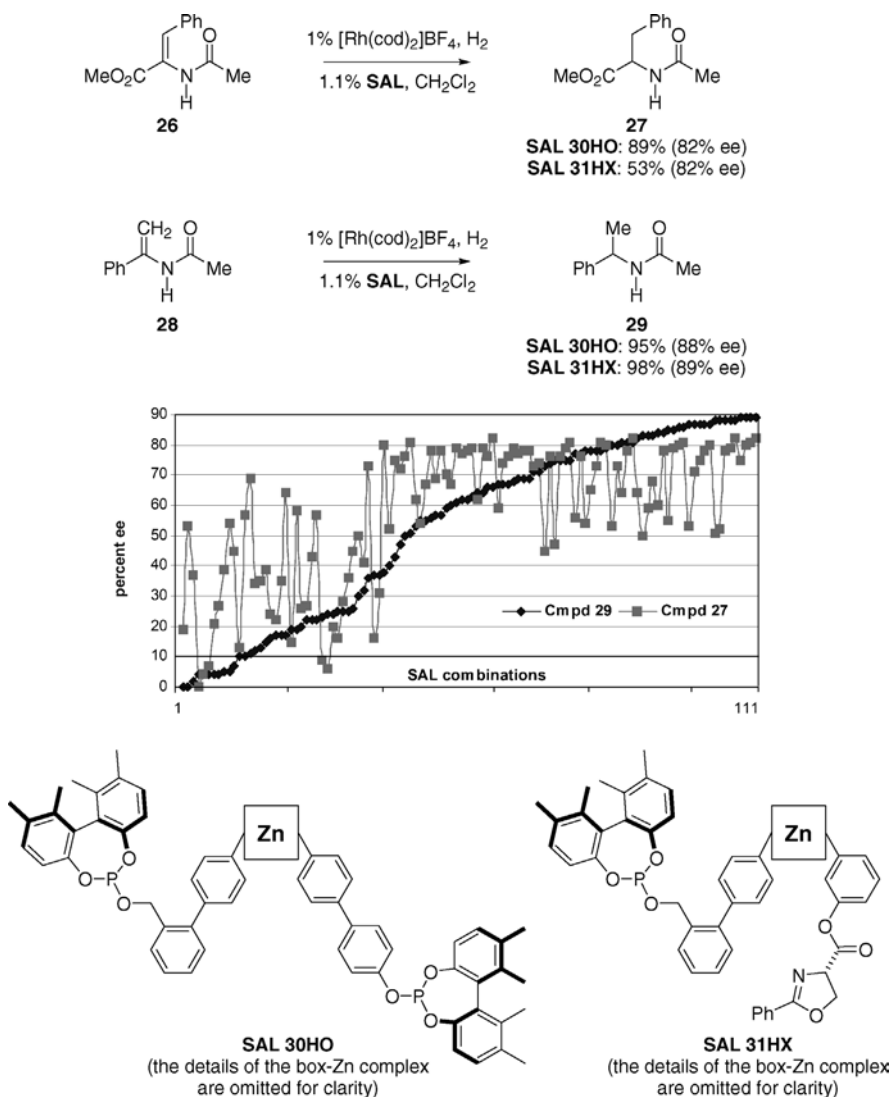 Ph
O
MeO₂C
N
Me
H
26
1% [Rh(cod)₂]BF₄, H₂
1.1% SAL, CH₂Cl₂
Ph
O
MeO₂C
N
Me
H
27
SAL 30HO: 89% (82% ee)
SAL 31HX: 53% (82% ee)
CH₂
O
Ph
N
Me
H
28
1% [Rh(cod)₂]BF₄, H₂
1.1% SAL, CH₂Cl₂
Me
O
Ph
N
Me
H
29
SAL 30HO: 95% (88% ee)
SAL 31HX: 98% (89% ee)
percent ee
90
80
70
60
50
40
30
20
10
0
Cmpd 29
Cmpd 27
SAL combinations
1
111
Zn
O
O
P
O
O
O
P
O
SAL 30HO
(the details of the box-Zn complex
are omitted for clarity)
Zn
O
O
P
O
O
O
N
Ph
O
SAL 31HX
(the details of the box-Zn complex
are omitted for clarity)